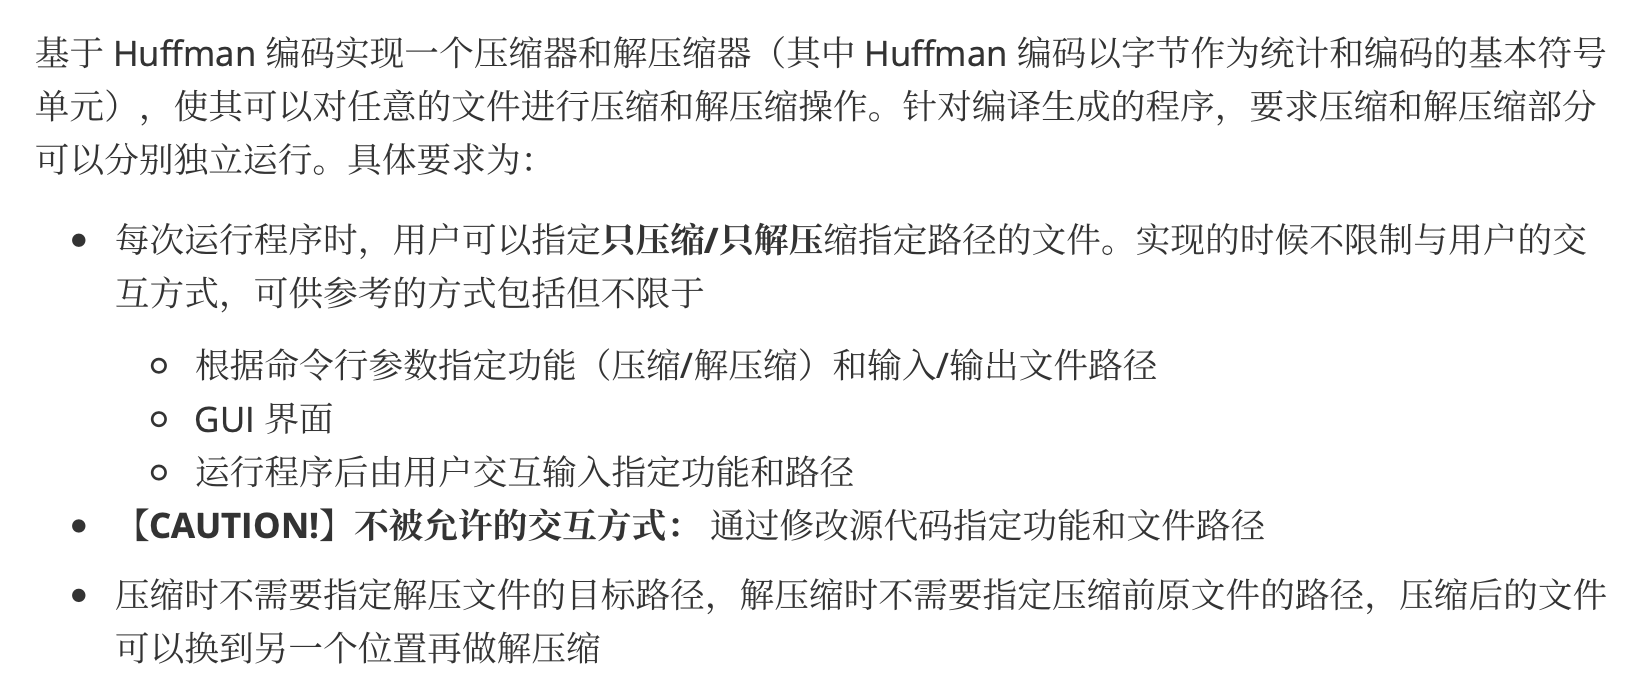 基于 Huffman 编码实现一个压缩器和解压缩器（其中 Huffman 编码以字节作为统计和编码的基本符号
单元），使其可以对任意的文件进行压缩和解压缩操作。针对编译生成的程序，要求压缩和解压缩部分
可以分别独立运行。具体要求为：
每次运行程序时，用户可以指定只压缩/只解压缩指定路径的文件。实现的时候不限制与用户的交
互方式，可供参考的方式包括但不限于
根据命令行参数指定功能（压缩/解压缩）和输入/输出文件路径
GUI 界面
运行程序后由用户交互输入指定功能和路径
【CAUTION!】不被允许的交互方式： 通过修改源代码指定功能和文件路径
压缩时不需要指定解压文件的目标路径，解压缩时不需要指定压缩前原文件的路径，压缩后的文件
可以换到另一个位置再做解压缩